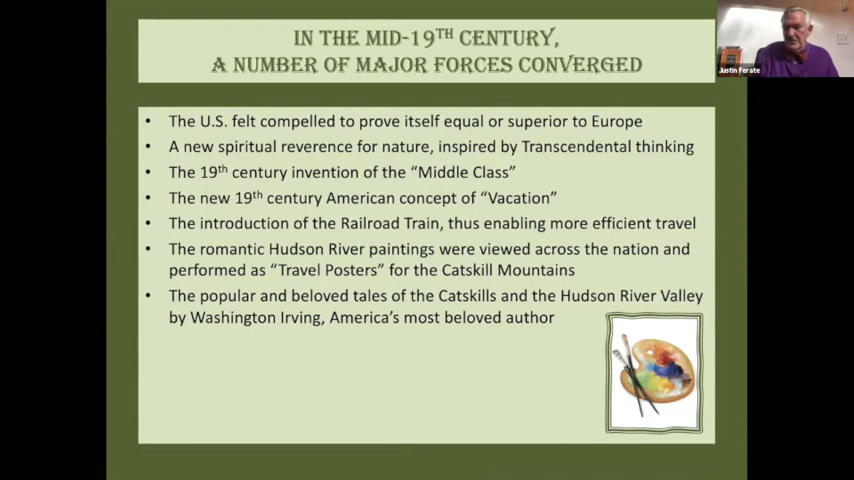 IN THE MID-19TH CENTURY,
A NUMBER OF MAJOR FORCES CONVERGED
Justin Ferate
• The U.S. felt compelled to prove itself equal or superior to Europe
• A new spiritual reverence for nature, inspired by Transcendental thinking
• The 19th century invention of the “Middle Class”
• The new 19th century American concept of “Vacation”
• The introduction of the Railroad Train, thus enabling more efficient travel
• The romantic Hudson River paintings were viewed across the nation and
performed as “Travel Posters” for the Catskill Mountains
• The popular and beloved tales of the Catskills and the Hudson River Valley
by Washington Irving, America’s most beloved author